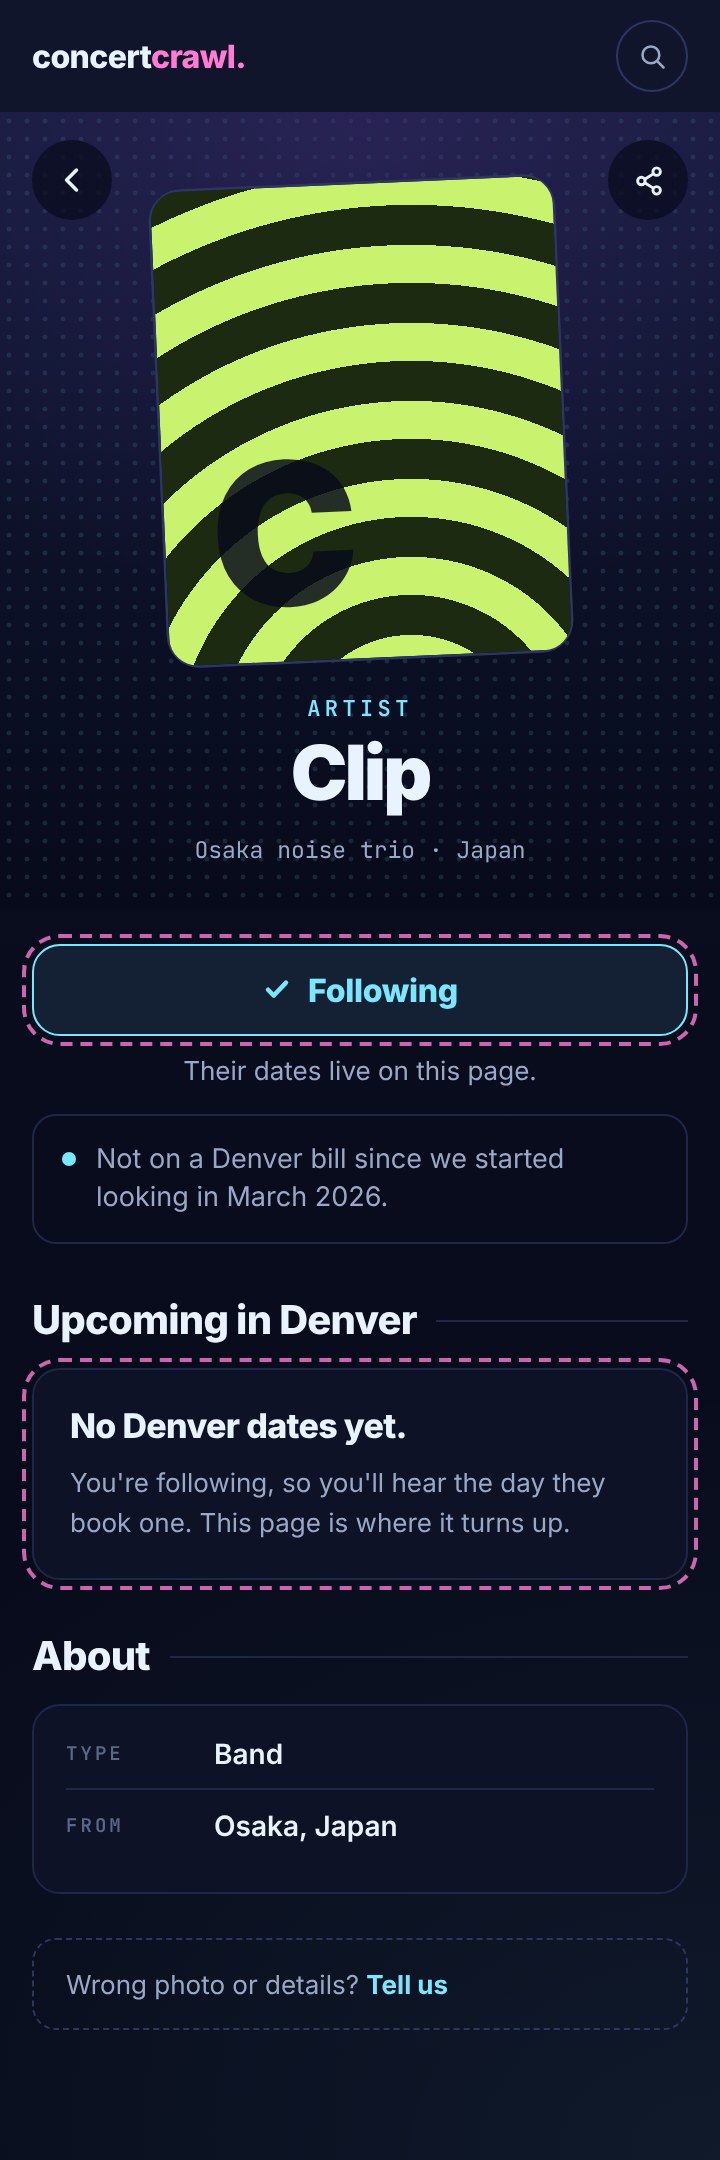 concertcrawl.
C
ARTIST
Clip
Osaka noise trio · Japan
Following
Their dates live on this page.
Not on a Denver bill since we started
looking in March 2026.
Upcoming in Denver
No Denver dates yet.
You're following, so you'll hear the day they
book one. This page is where it turns up.
About
TYPE Band
FROM Osaka, Japan
Wrong photo or details? Tell us